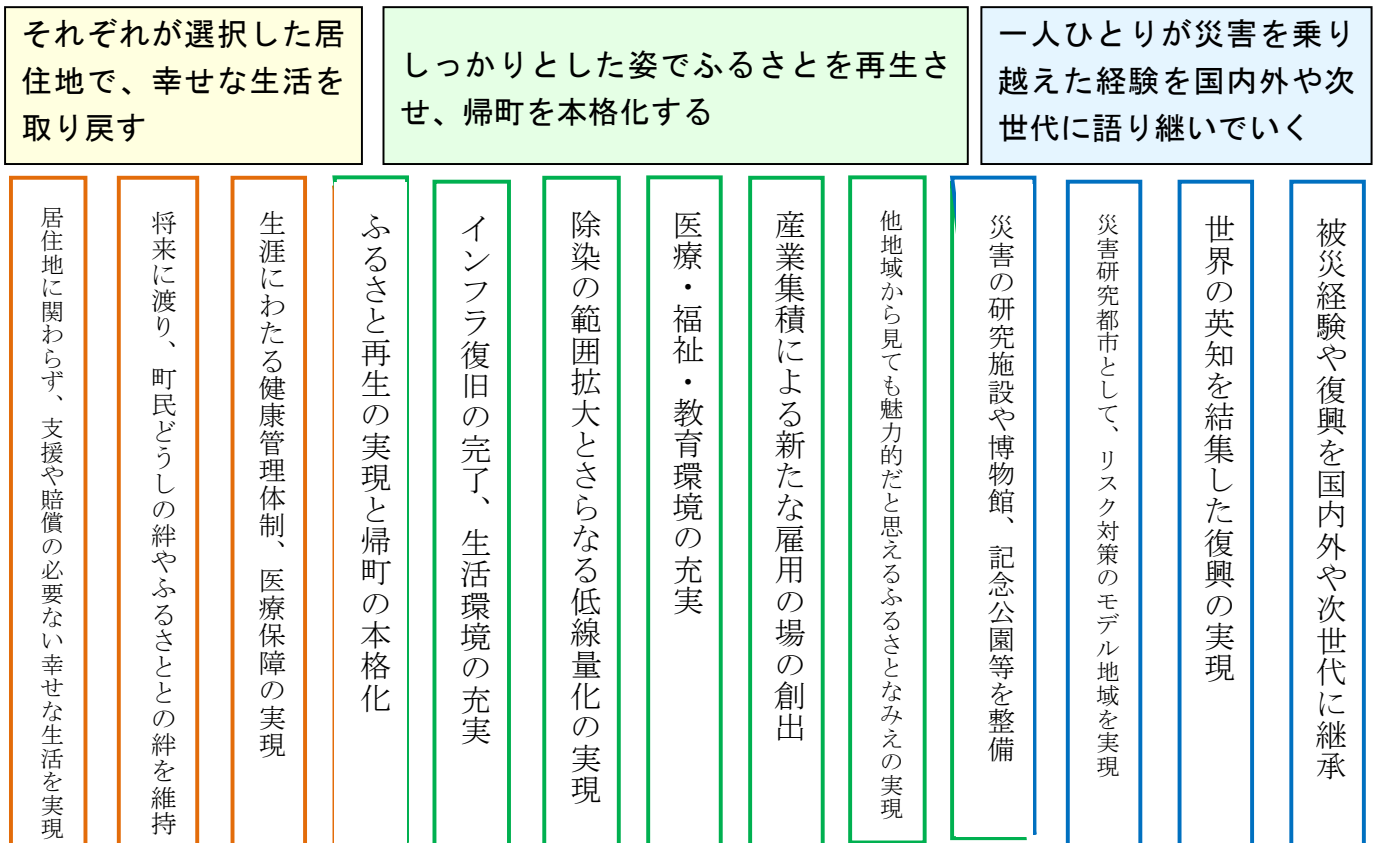 それぞれが選択した居
住地で、幸せな生活を
取り戻す
しっかりとした姿でふるさとを再生さ
せ、帰町を本格化する
一人ひとりが災害を乗り
越えた経験を国内外や次
世代に語り継いでいく
居住地に関わらず、支援や賠償の必要ない幸せな生活を実現
将来に渡り、町民どうしの絆やふるさととの絆を維持
生涯にわたる健康管理体制、医療保障の実現
ふるさと再生の実現と帰町の本格化
インフラ復旧の完了、生活環境の充実
除染の範囲拡大とさらなる低線量化の実現
医療・福祉・教育環境の充実
産業集積による新たな雇用の場の創出
他地域から見ても魅力的だと思えるふるさとなみえの実現
災害の研究施設や博物館、記念公園等を整備
災害研究都市として、リスク対策のモデル地域を実現
世界の英知を結集した復興の実現
被災経験や復興を国内外や次世代に継承